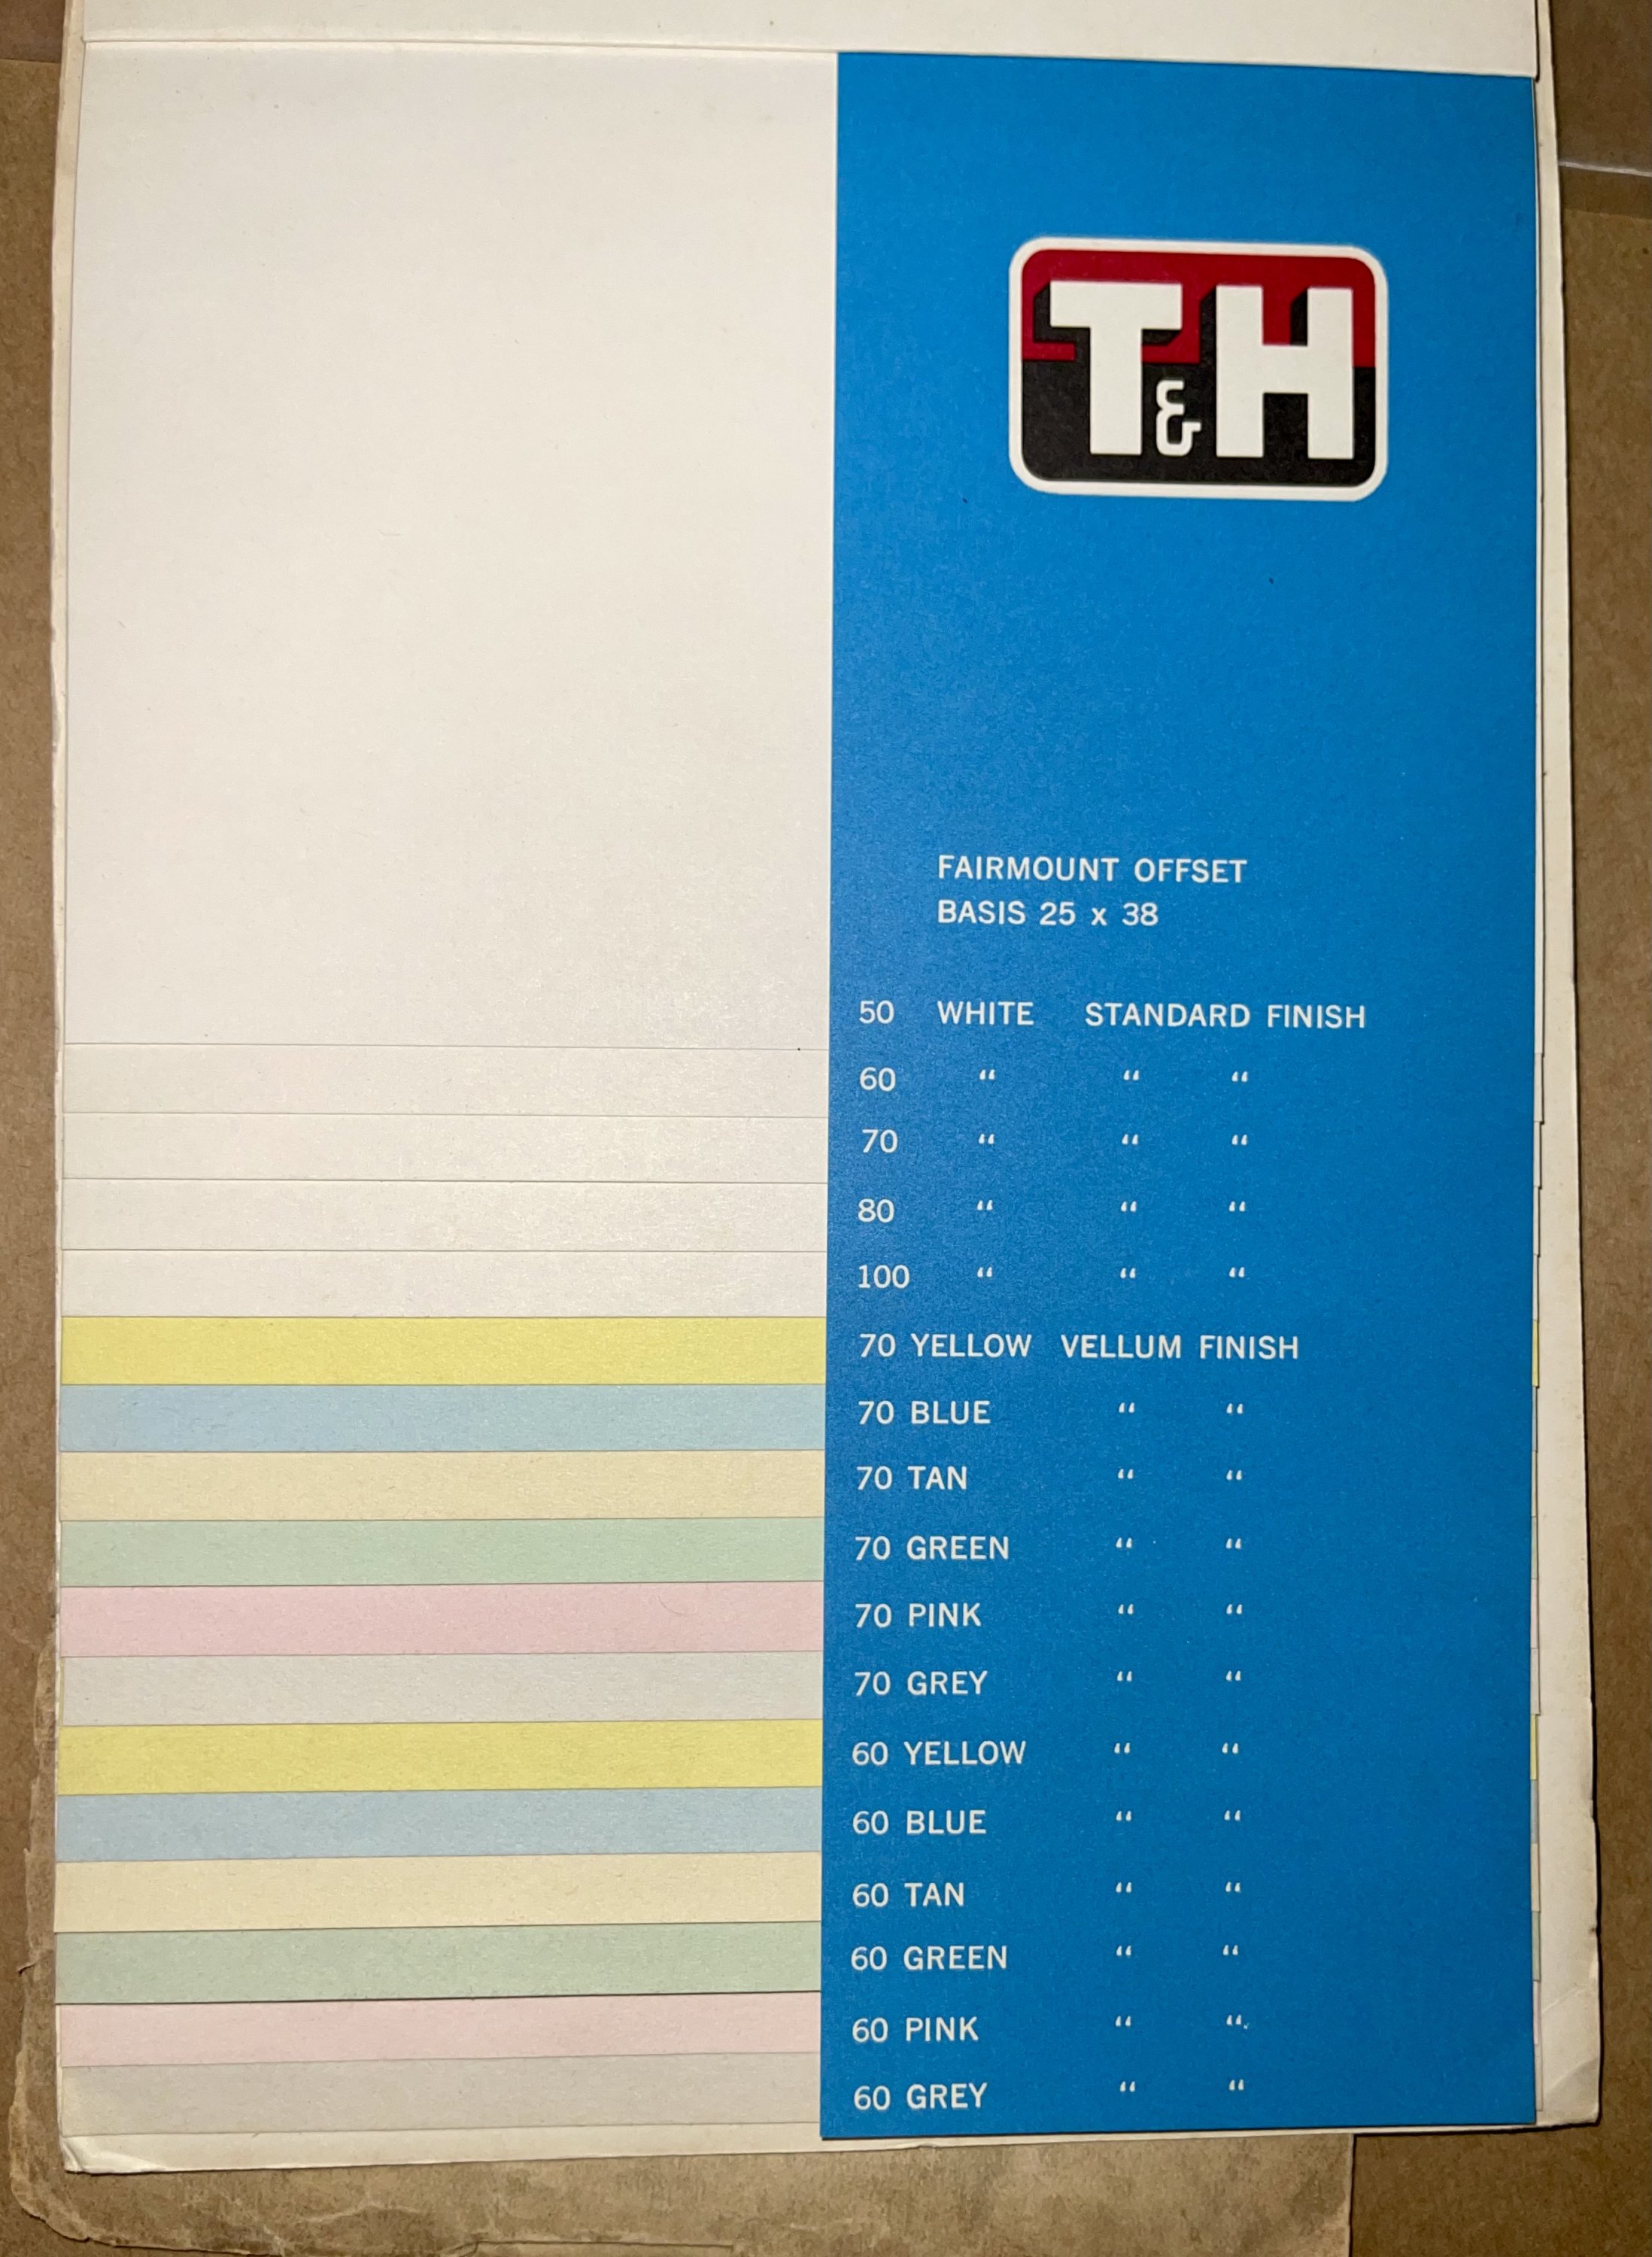 T&H
FAIRMOUNT OFFSET
BASIS 25 x 38
50 WHITE STANDARD FINISH
60 “ “ “
70 “ “ “
80 “ “ “
100 “ “ “
70 YELLOW VELLUM FINISH
70 BLUE “ “
70 TAN “ “
70 GREEN “ “
70 PINK “ “
70 GREY “ “
60 YELLOW “ “
60 BLUE “ “
60 TAN “ “
60 GREEN “ “
60 PINK “ “
60 GREY “ “